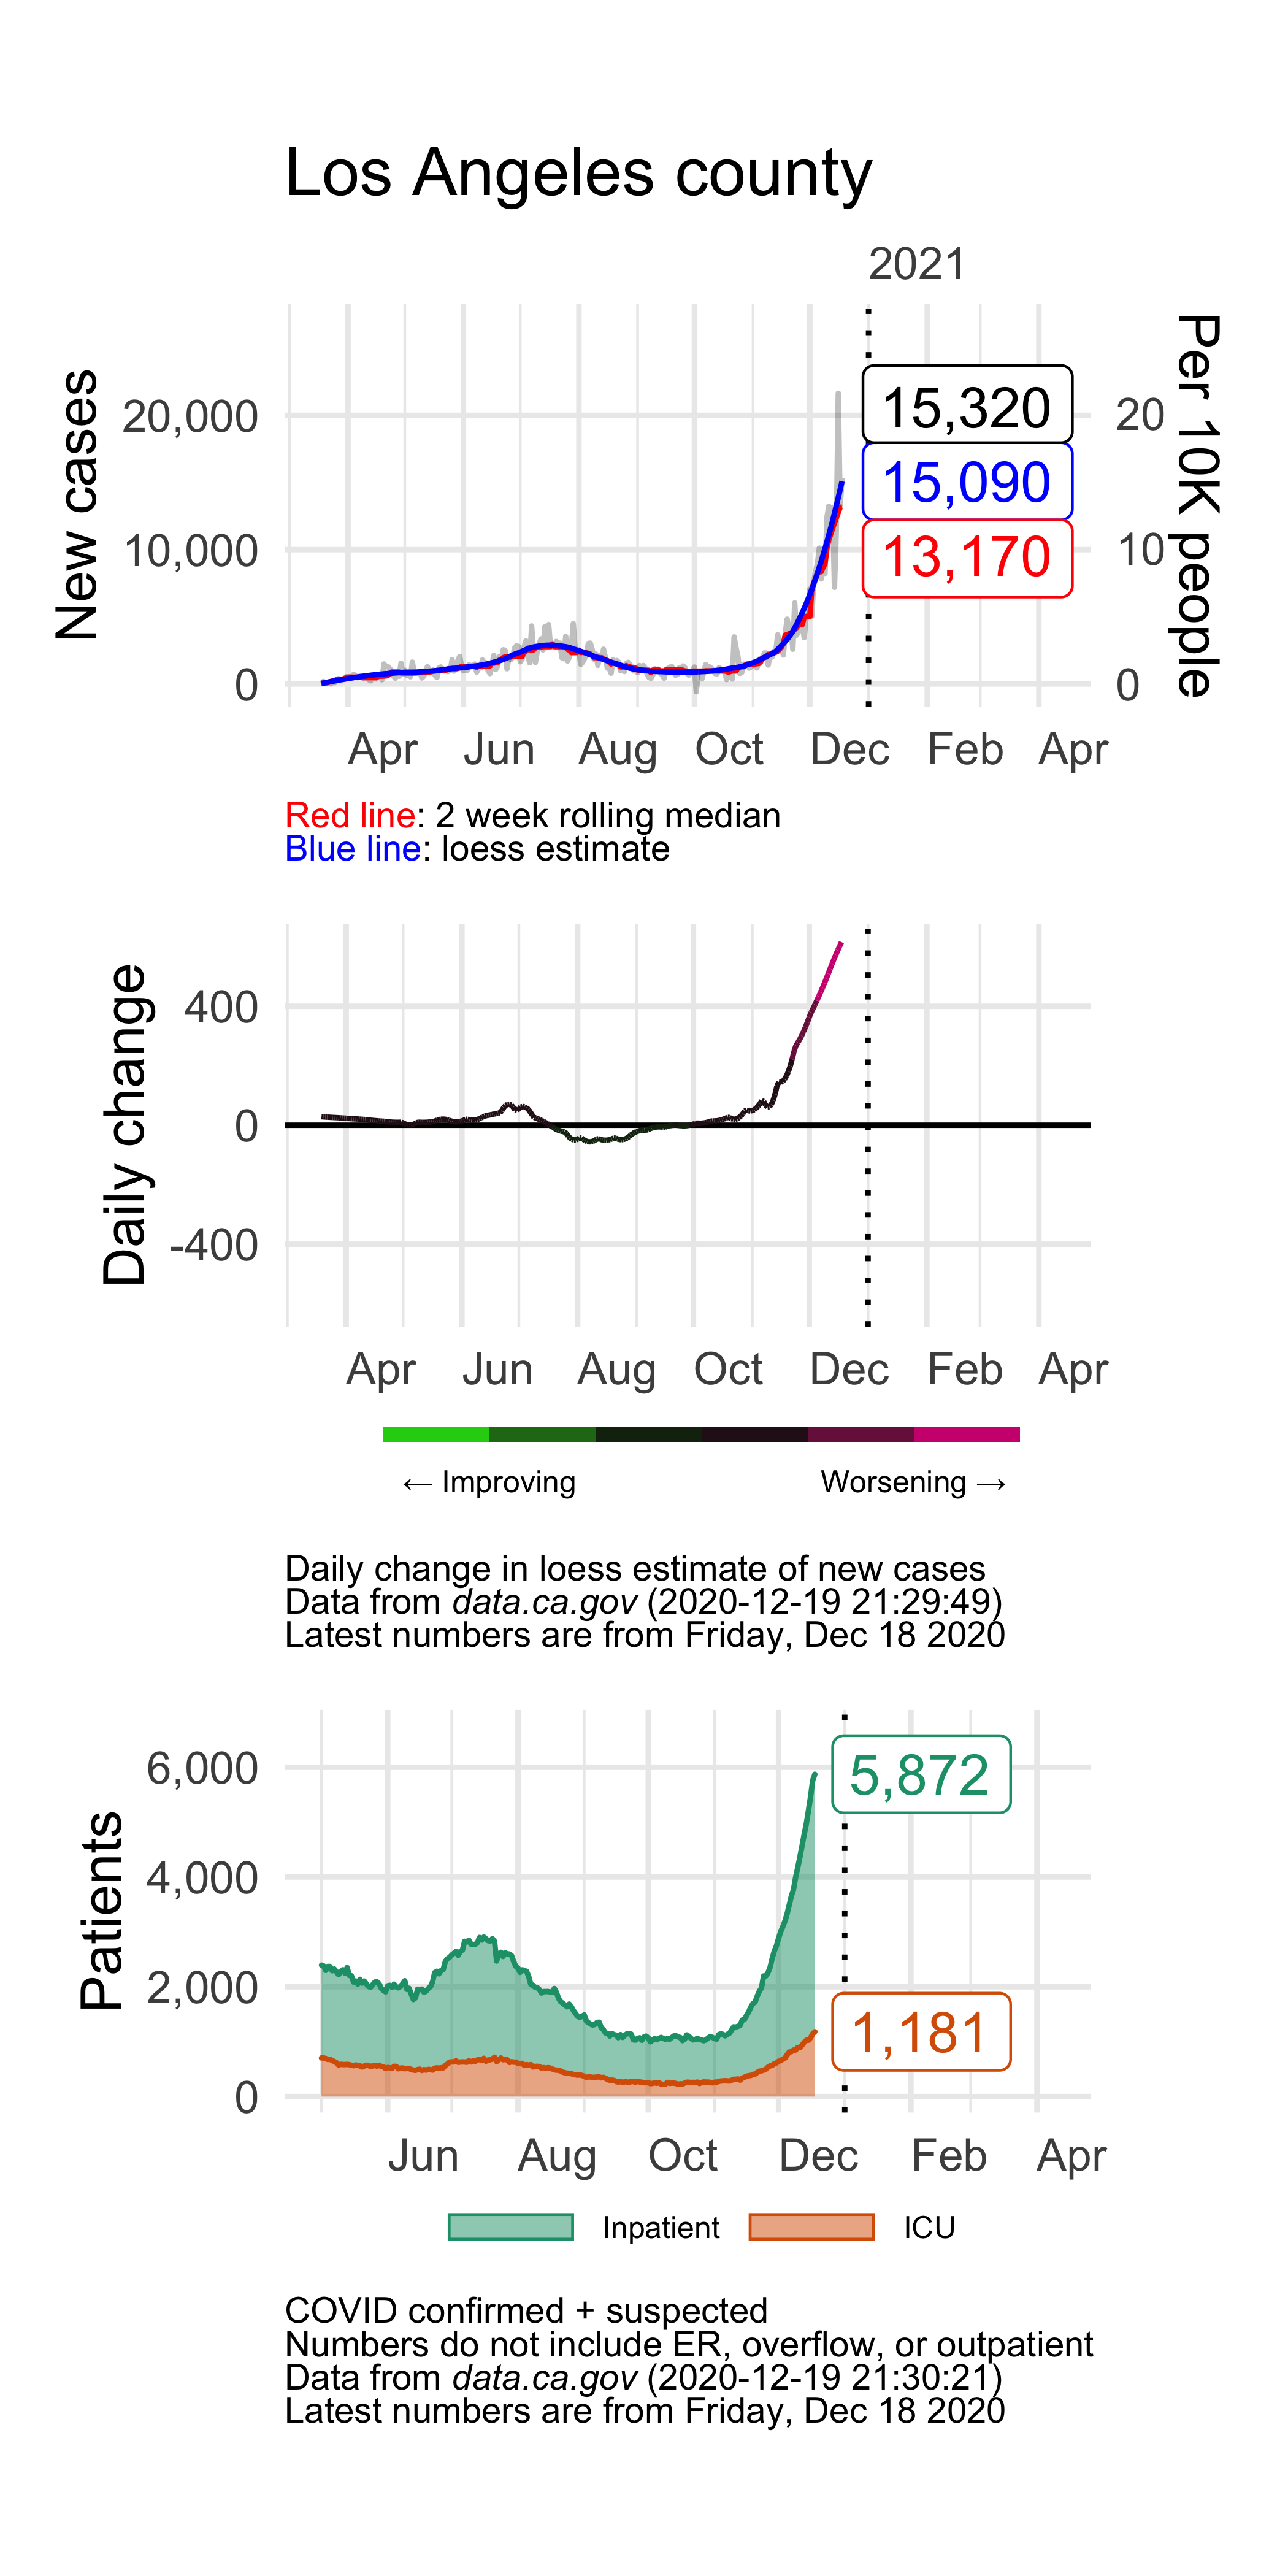 Los Angeles county
2021
New cases
Per 10K people
20,000
10,000
0
20
10
0
15,320
15,090
13,170
Apr Jun Aug Oct Dec Feb Apr
Red line: 2 week rolling median
Blue line: loess estimate
Daily change
400
0
-400
Apr Jun Aug Oct Dec Feb Apr
← Improving Worsening →
Daily change in loess estimate of new cases
Data from data.ca.gov (2020-12-19 21:29:49)
Latest numbers are from Friday, Dec 18 2020
Patients
6,000
4,000
2,000
0
5,872
1,181
Jun Aug Oct Dec Feb Apr
Inpatient ICU
COVID confirmed + suspected
Numbers do not include ER, overflow, or outpatient
Data from data.ca.gov (2020-12-19 21:30:21)
Latest numbers are from Friday, Dec 18 2020